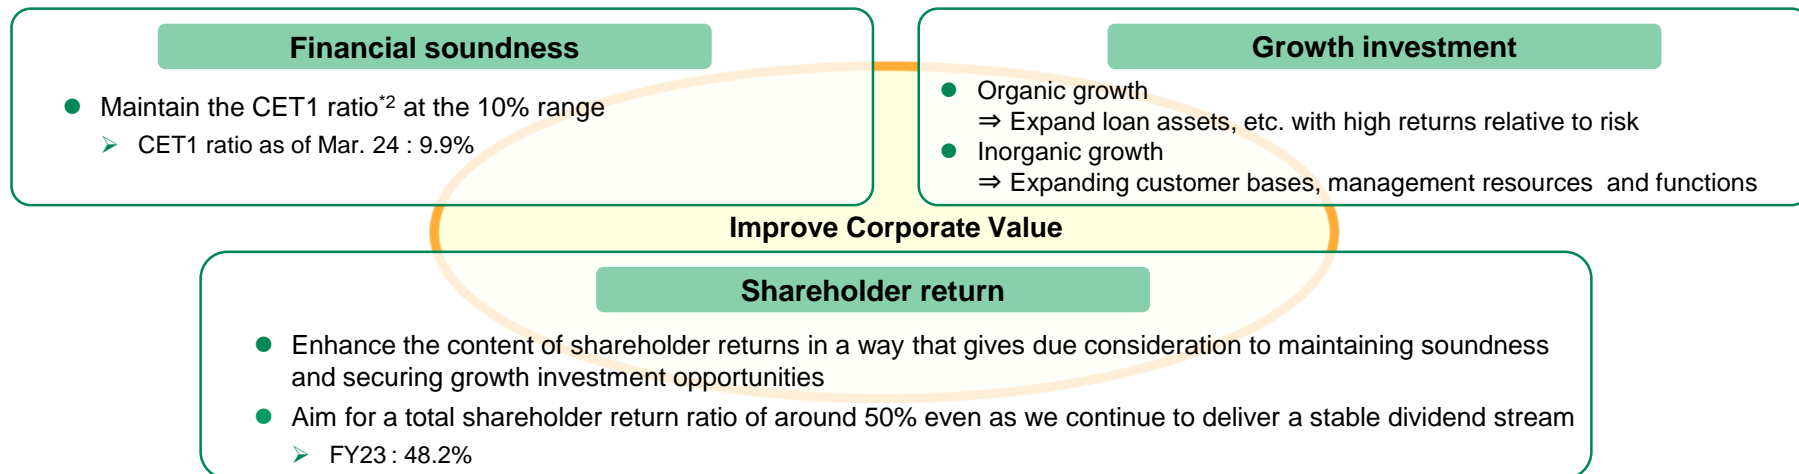 Financial soundness
● Maintain the CET1 ratio*2 at the 10% range
➢ CET1 ratio as of Mar. 24 : 9.9%
Growth investment
● Organic growth
⇒ Expand loan assets, etc. with high returns relative to risk
● Inorganic growth
⇒ Expanding customer bases, management resources and functions
Improve Corporate Value
Shareholder return
● Enhance the content of shareholder returns in a way that gives due consideration to maintaining soundness
and securing growth investment opportunities
● Aim for a total shareholder return ratio of around 50% even as we continue to deliver a stable dividend stream
➢ FY23 : 48.2%